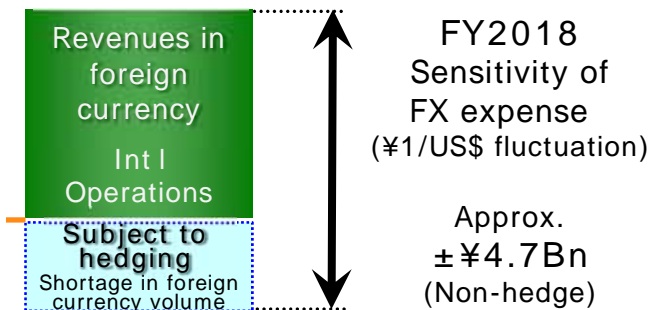 Revenues in
foreign
currency
Int l
Operations
Subject to
hedging
Shortage in foreign
currency volume
FY2018
Sensitivity of
FX expense
(¥1/US$ fluctuation)
Approx.
±¥4.7Bn
(Non-hedge)